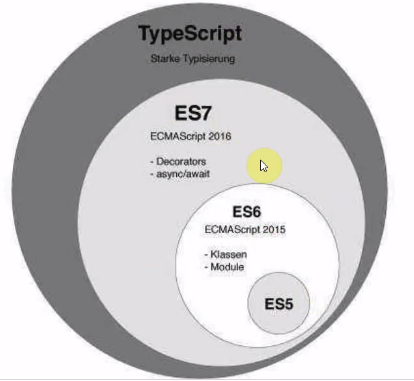 TypeScript
Starke Typisierung
ES7
ECMAScript 2016
- Decorators
- async/await
ES6
ECMAScript 2015
- Klassen
- Module
ES5